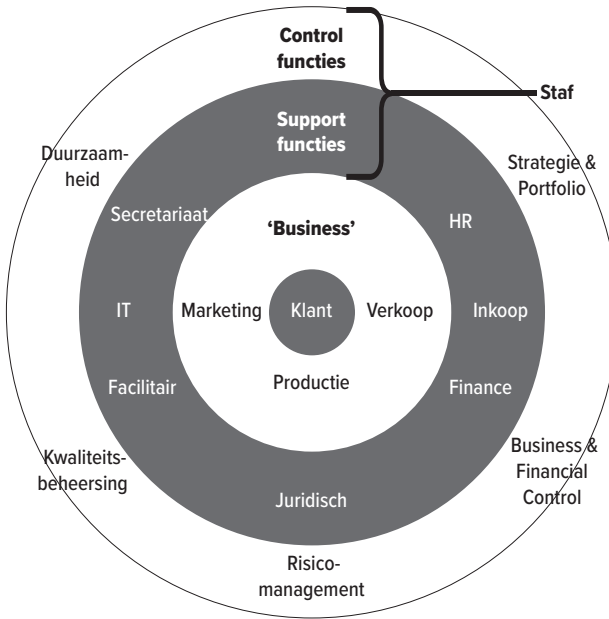 Control
functies
Staf
Support
functies
Duurzaam-
heid
Strategie &
Portfolio
Secretariaat
HR
'Business'
IT
Marketing
Klant
Verkoop
Inkoop
Productie
Facilitair
Finance
Kwaliteits-
beheersing
Business &
Financial
Control
Juridisch
Risico-
management